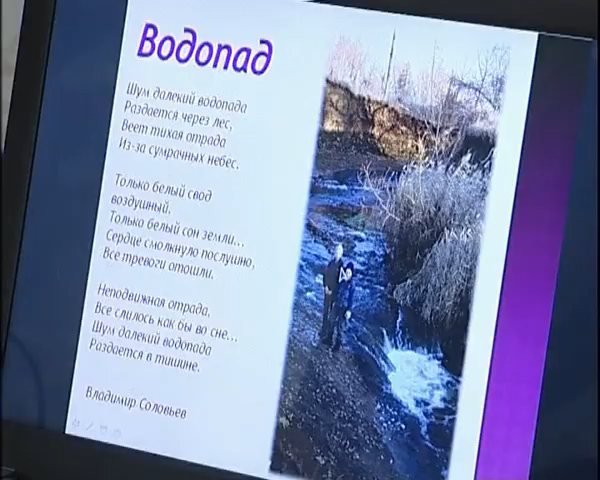 Водопад
Шум далекий водопада
Раздается через лес,
Веет тихая отрада
Из-за сумрачных небес.
Только белый свод
воздушный,
Только белый сон земли...
Сердце смолкнуло послушно,
Все тревоги отошли.
Неподвижная отрада,
Все слилось как бы во сне...
Шум далекий водопада
Раздается в тишине.
Владимир Соловьев